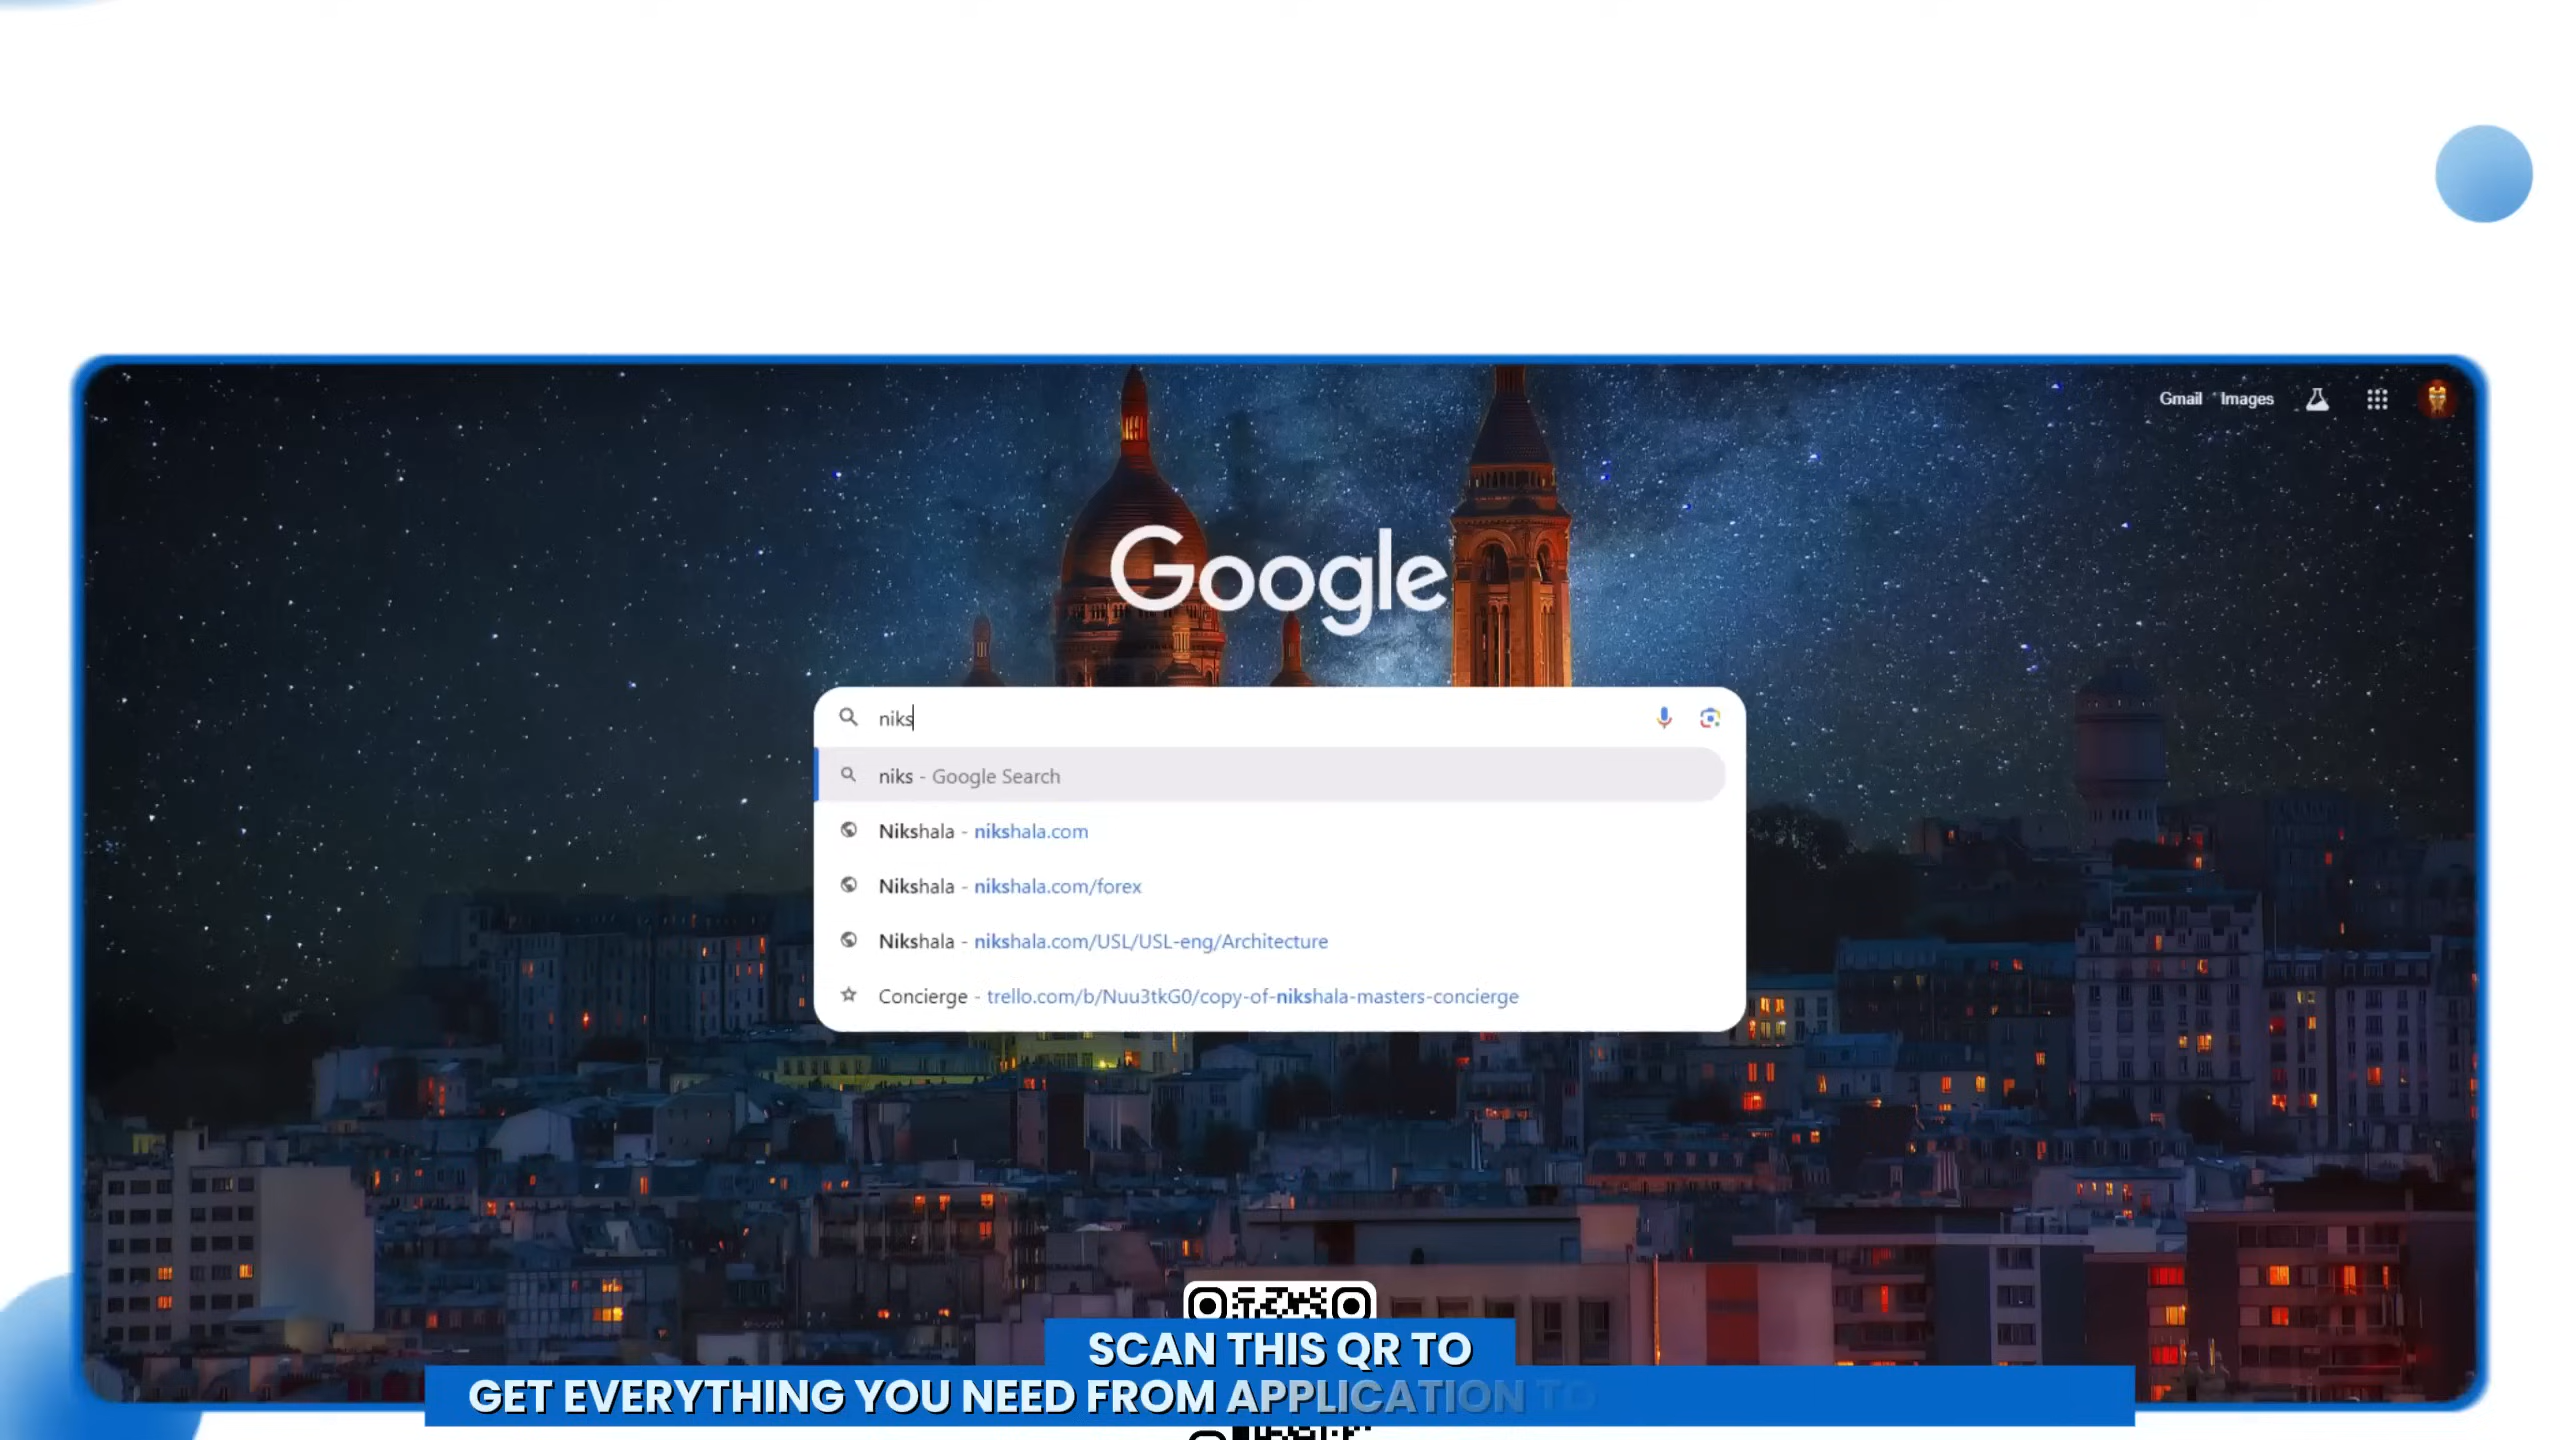 Gmail Images
Google
niks
niks - Google Search
Nikshala - nikshala.com
Nikshala - nikshala.com/forex
Nikshala - nikshala.com/USL/USL-eng/Architecture
Concierge - trello.com/b/Nuu3tkG0/copy-of-nikshala-masters-concierge
SCAN THIS QR TO
GET EVERYTHING YOU NEED FROM APPLICATION TO